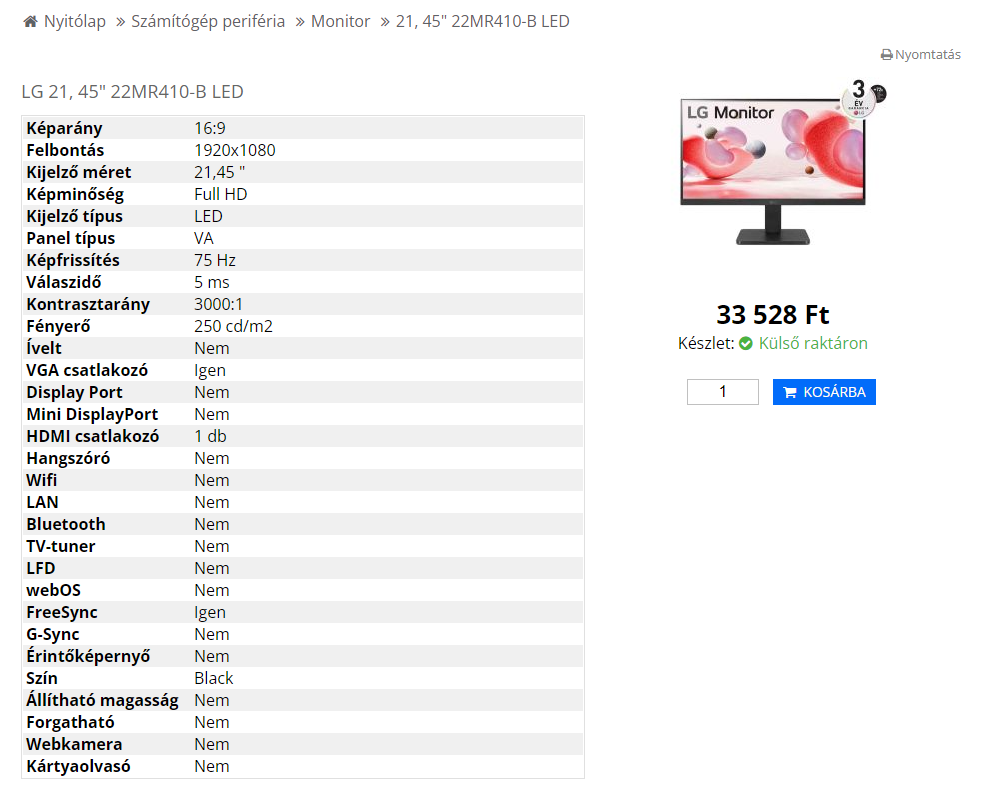 Nyitólap » Számítógép periféria » Monitor » 21, 45" 22MR410-B LED
Nyomtatás
LG 21, 45" 22MR410-B LED
Képarány 16:9
Felbontás 1920x1080
Kijelző méret 21,45 "
Képminőség Full HD
Kijelző típus LED
Panel típus VA
Képfrissítés 75 Hz
Válaszidő 5 ms
Kontrasztarány 3000:1
Fényerő 250 cd/m2
Ívelt Nem
VGA csatlakozó Igen
Display Port Nem
Mini DisplayPort Nem
HDMI csatlakozó 1 db
Hangszóró Nem
Wifi Nem
LAN Nem
Bluetooth Nem
TV-tuner Nem
LFD Nem
webOS Nem
FreeSync Igen
G-Sync Nem
Érintőképernyő Nem
Szín Black
Állítható magasság Nem
Forgatható Nem
Webkamera Nem
Kártyaolvasó Nem
LG Monitor
3
ÉV
LG
33 528 Ft
Készlet: Külső raktáron
1 KOSÁRBA